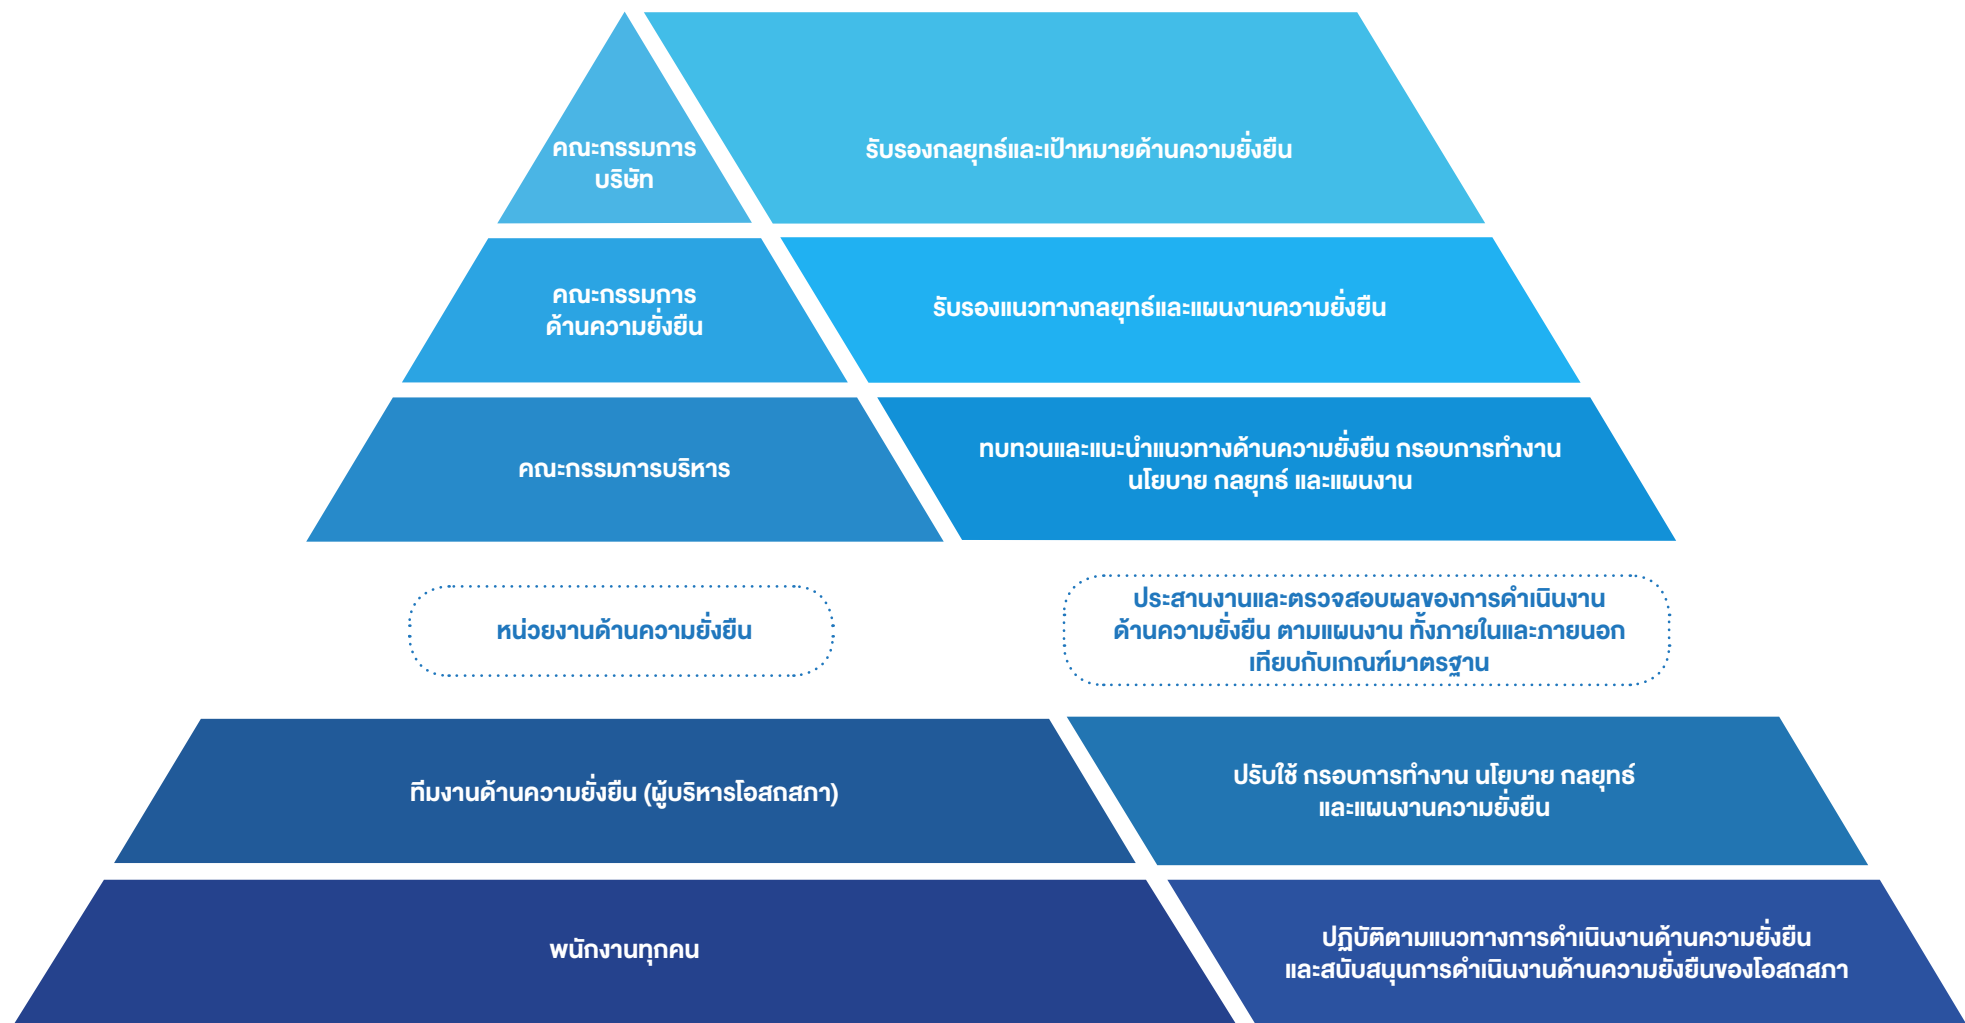 คณะกรรมการ
บริษัท
รับรองกลยุทธ์และเป้าหมายด้านความยั่งยืน
คณะกรรมการ
ด้านความยั่งยืน
รับรองแนวทางกลยุทธ์และแผนงานความยั่งยืน
คณะกรรมการบริหาร
ทบทวนและแนะนำแนวทางด้านความยั่งยืน กรอบการทำงาน
นโยบาย กลยุทธ์ และแผนงาน
หน่วยงานด้านความยั่งยืน
ประสานงานและตรวจสอบผลของการดำเนินงาน
ด้านความยั่งยืน ตามแผนงาน ทั้งภายในและภายนอก
เทียบกับเกณฑ์มาตรฐาน
ทีมงานด้านความยั่งยืน (ผู้บริหารโอสถสภา)
ปรับใช้ กรอบการทำงาน นโยบาย กลยุทธ์
และแผนงานความยั่งยืน
พนักงานทุกคน
ปฏิบัติตามแนวทางการดำเนินงานด้านความยั่งยืน
และสนับสนุนการดำเนินงานด้านความยั่งยืนของโอสถสภา